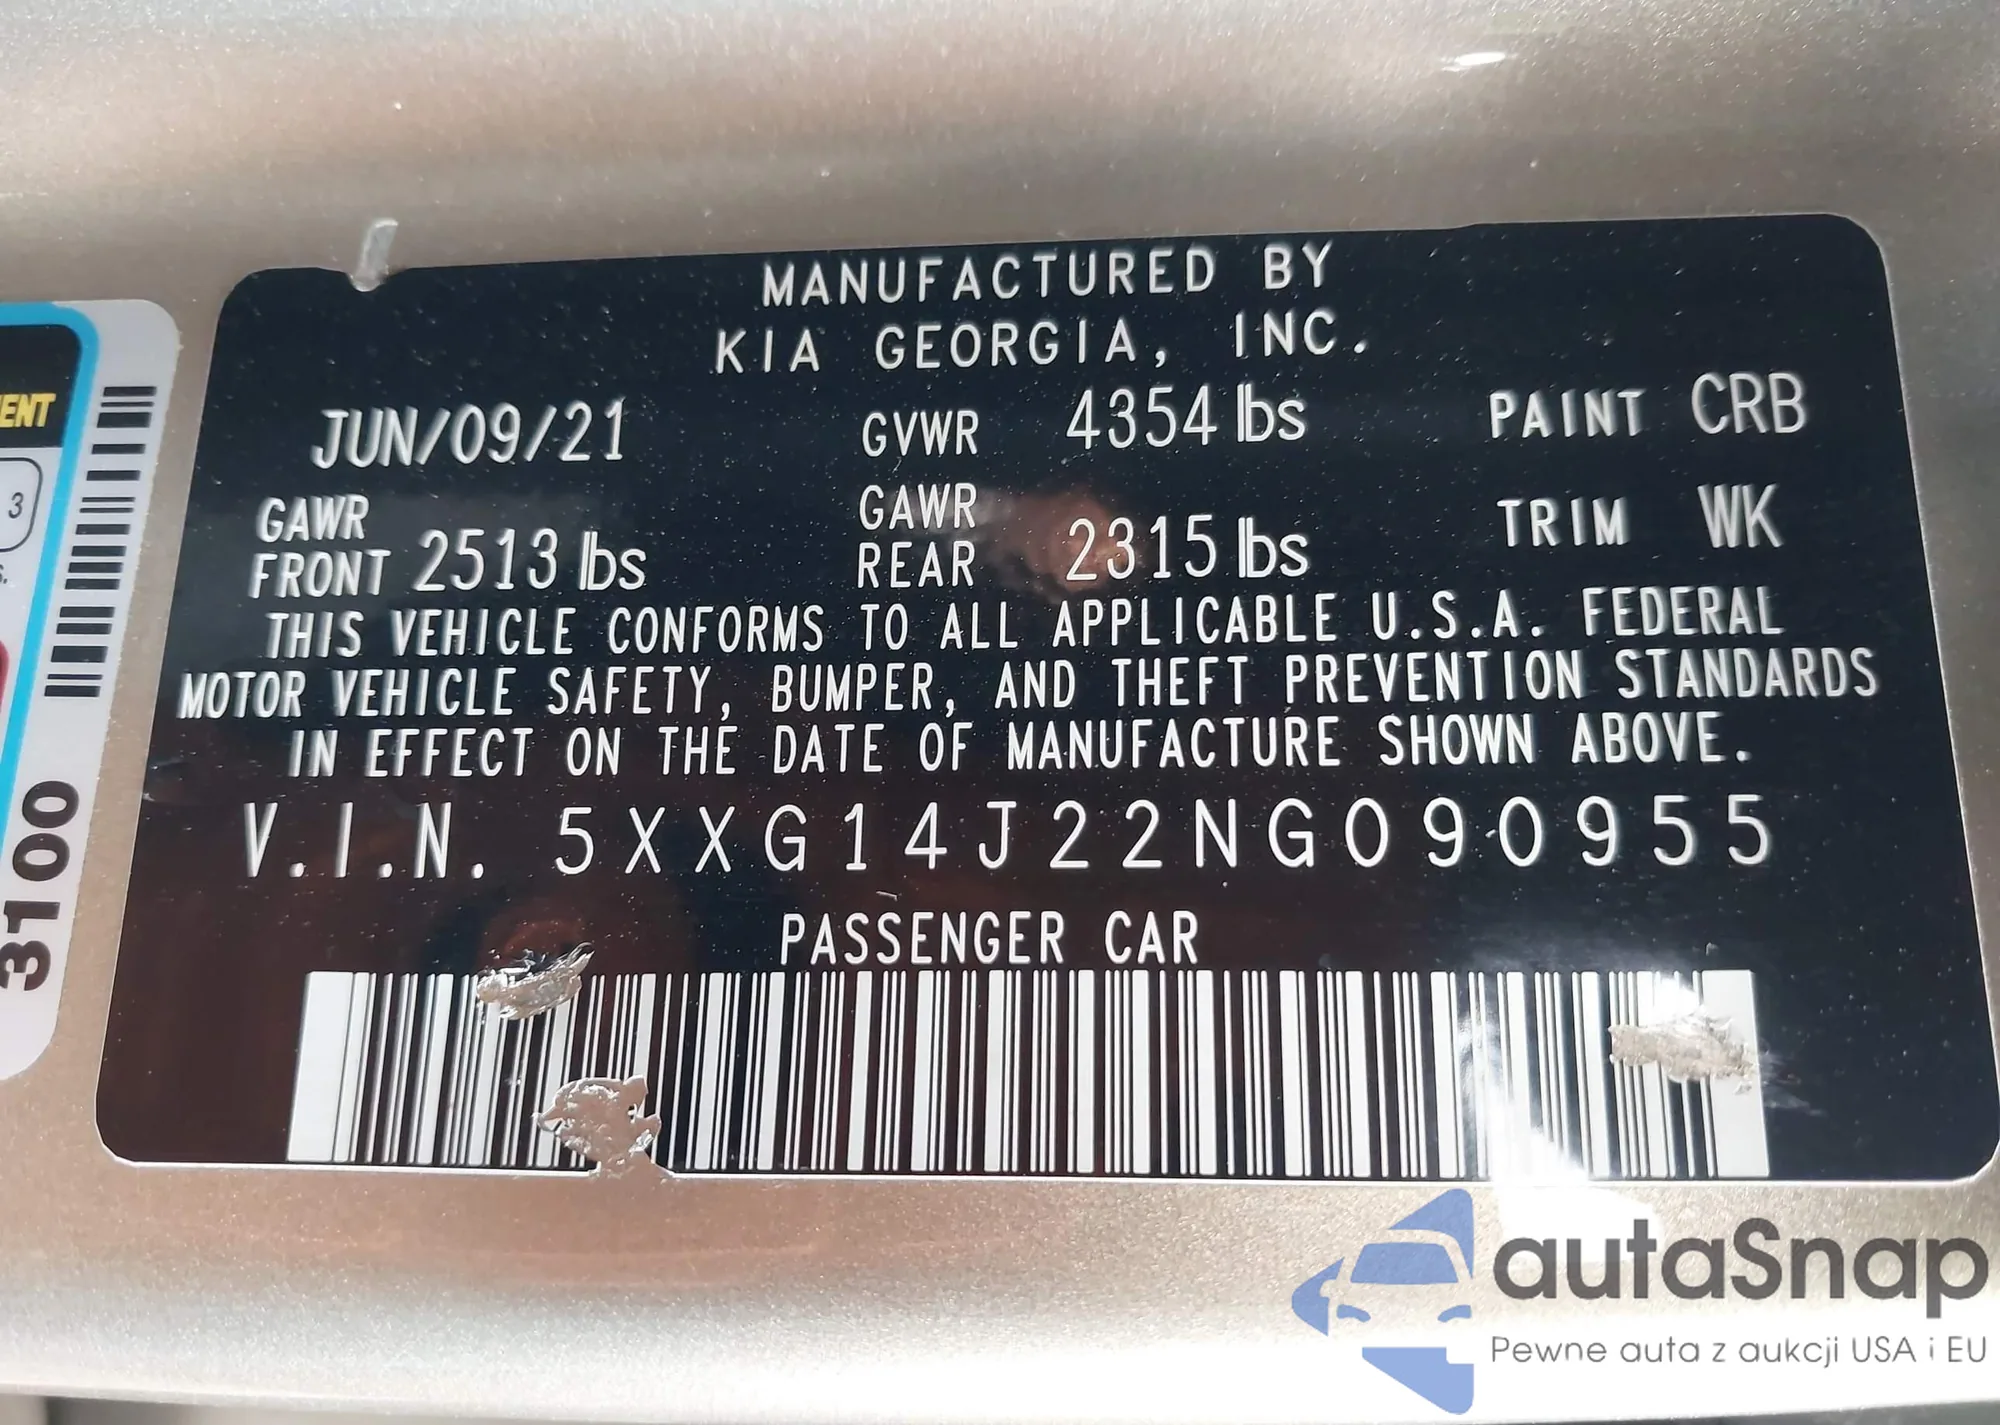 MANUFACTURED BY
KIA GEORGIA, INC.
JUN/09/21 GVWR 4354 lbs PAINT CRB
GAWR FRONT 2513 lbs GAWR REAR 2315 lbs TRIM WK
THIS VEHICLE CONFORMS TO ALL APPLICABLE U.S.A. FEDERAL
MOTOR VEHICLE SAFETY, BUMPER, AND THEFT PREVENTION STANDARDS
IN EFFECT ON THE DATE OF MANUFACTURE SHOWN ABOVE.
V.I.N. 5XXG14J22NG090955
PASSENGER CAR
ENT
3
3100
autaSnap
Pewne auta z aukcji USA i EU